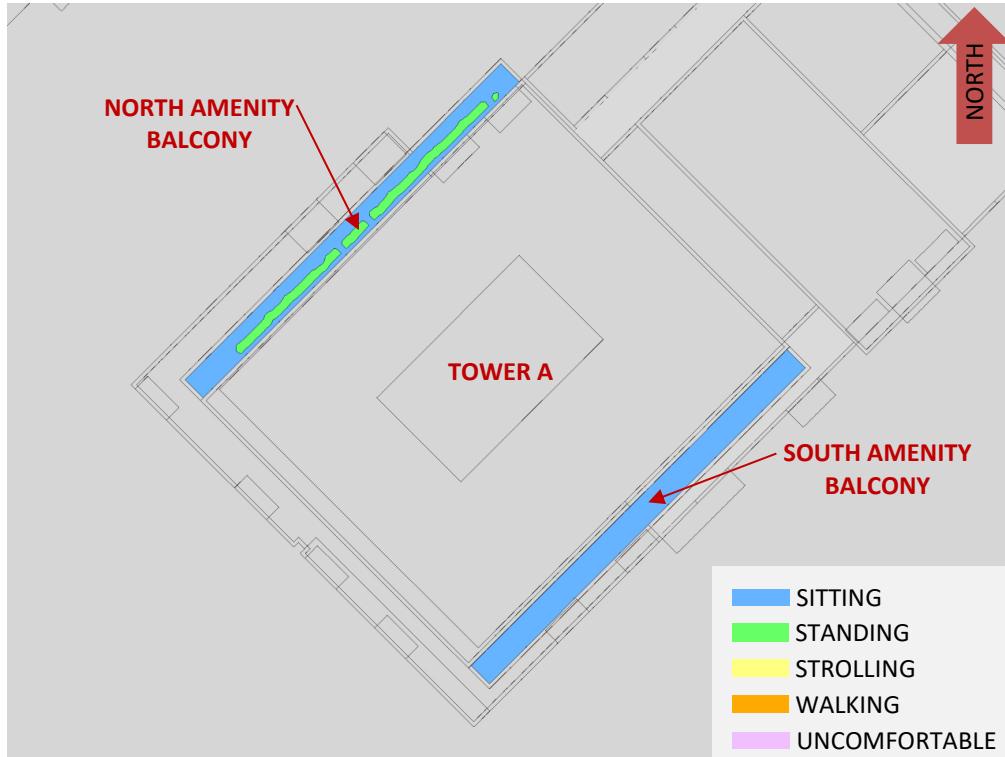 NORTH
NORTH AMENITY
BALCONY
TOWER A
SOUTH AMENITY
BALCONY
SITTING
STANDING
STROLLING
WALKING
UNCOMFORTABLE